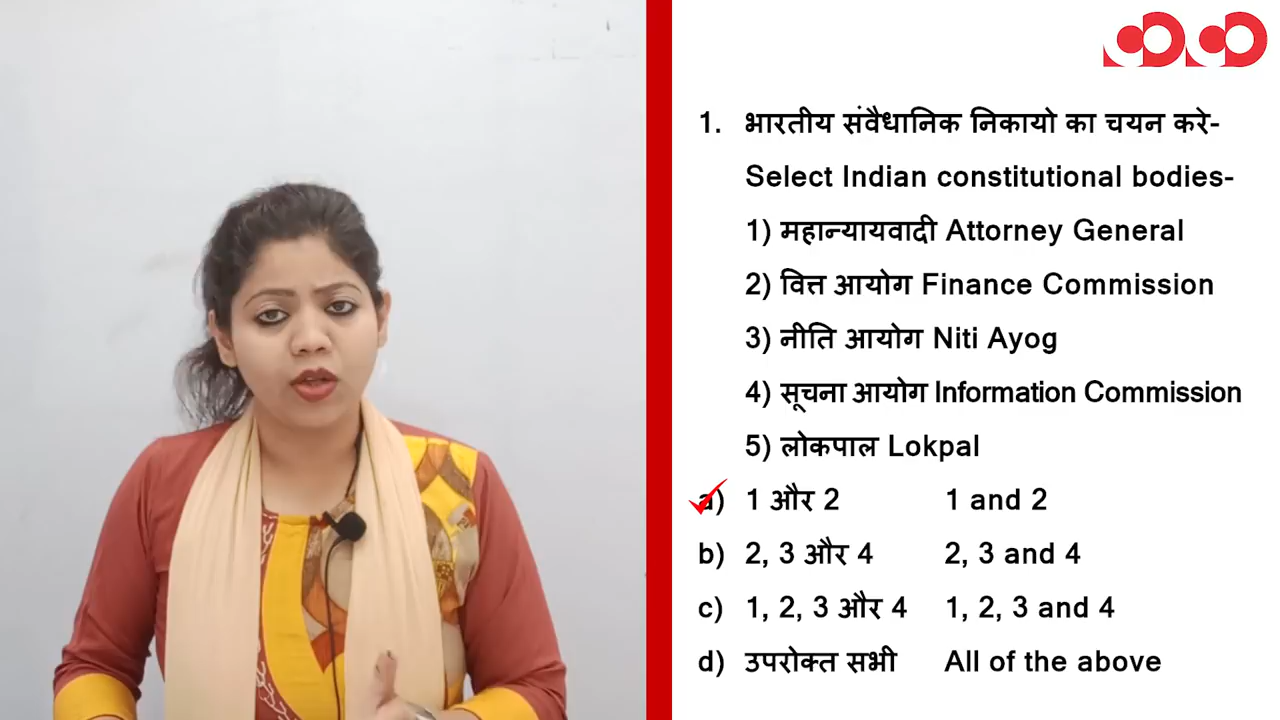 1. भारतीय संवैधानिक निकायो का चयन करे-
Select Indian constitutional bodies-
1) महान्यायवादी Attorney General
2) वित्त आयोग Finance Commission
3) नीति आयोग Niti Ayog
4) सूचना आयोग Information Commission
5) लोकपाल Lokpal
a) 1 और 2 1 and 2
b) 2, 3 और 4 2, 3 and 4
c) 1, 2, 3 और 4 1, 2, 3 and 4
d) उपरोक्त सभी All of the above